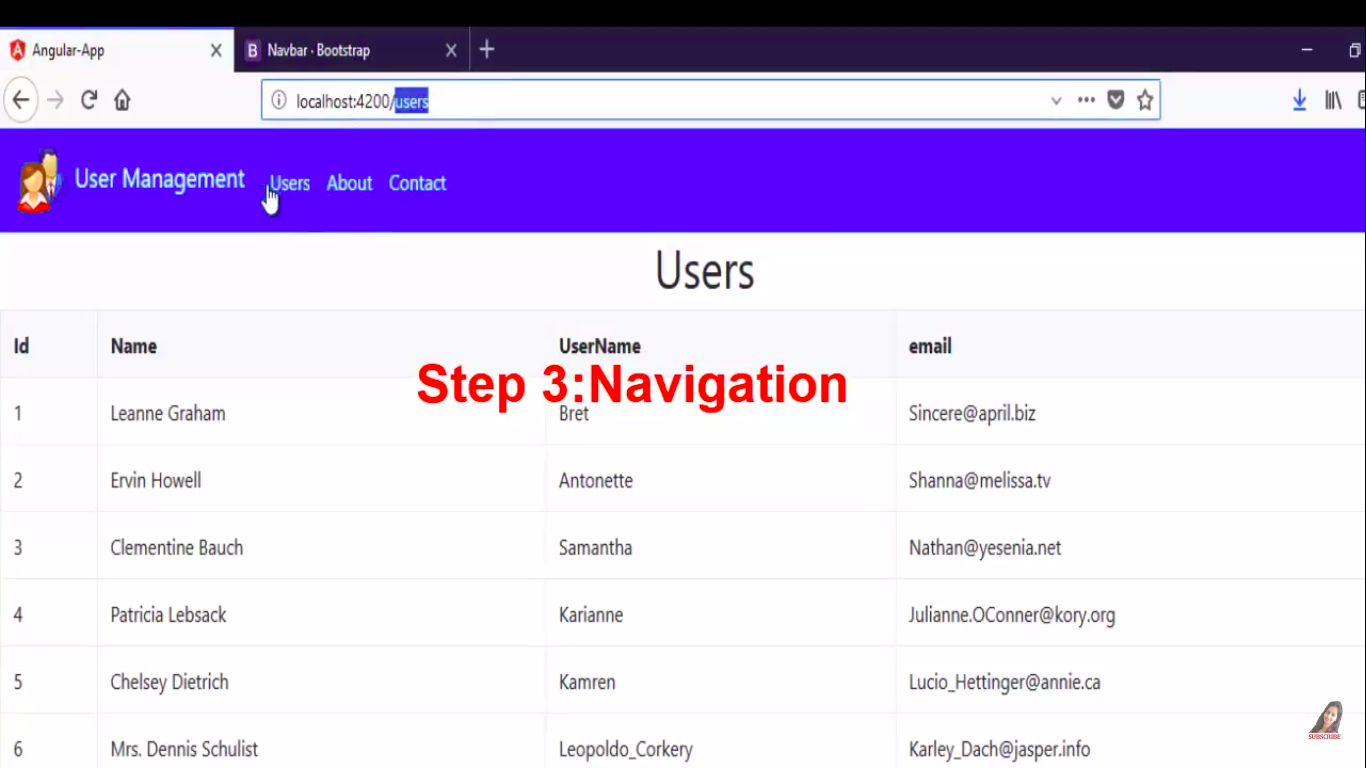 Angular-App
Navbar · Bootstrap
localhost:4200/users
User Management Users About Contact
Users
Id Name UserName email
Step 3:Navigation
1 Leanne Graham Bret Sincere@april.biz
2 Ervin Howell Antonette Shanna@melissa.tv
3 Clementine Bauch Samantha Nathan@yesenia.net
4 Patricia Lebsack Karianne Julianne.OConner@kory.org
5 Chelsey Dietrich Kamren Lucio_Hettinger@annie.ca
6 Mrs. Dennis Schulist Leopoldo_Corkery Karley_Dach@jasper.info
SUBSCRIBE